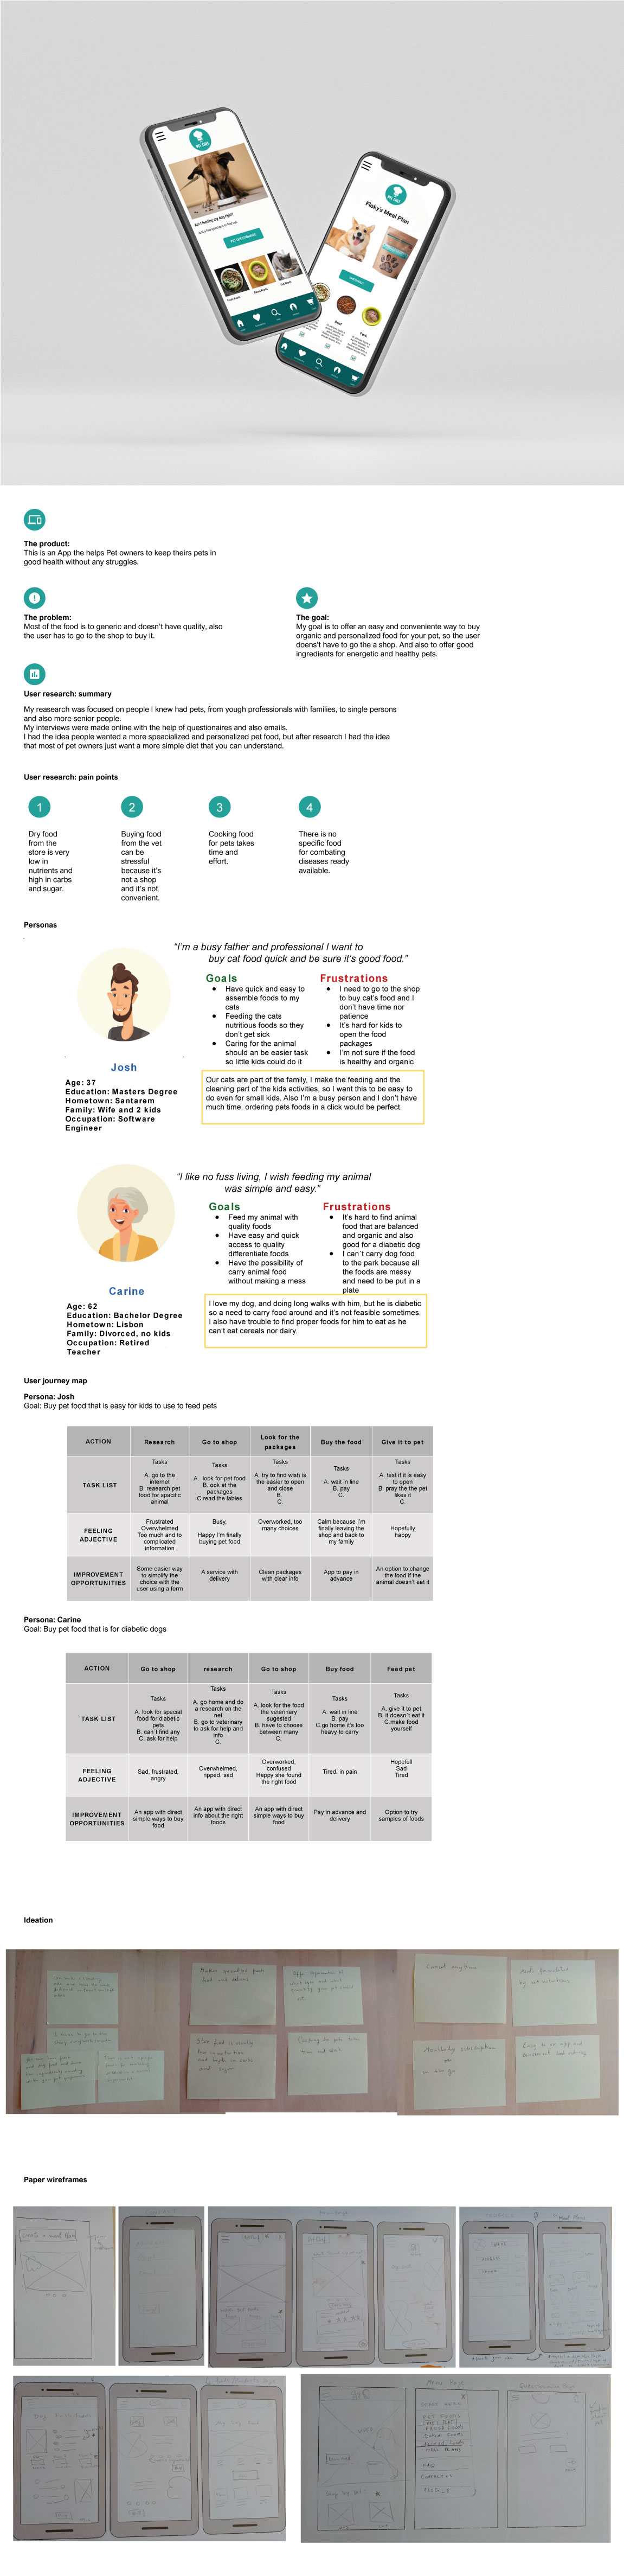 Floky's Meal Plan
Am I feeding my dog right?
PET QUESTIONNAIRE
Beef
Pork
The product:
This is an App the helps Pet owners to keep theirs pets in
good health without any struggles.
The problem:
Most of the food is to generic and doesn't have quality, also
the user has to go to the shop to buy it.
The goal:
My goal is to offer an easy and conveniente way to buy
organic and personalized food for your pet, so the user
doens't have to go the a shop. And also to offer good
ingredients for energetic and healthy pets.
User research: summary
My reasearch was focused on people I knew had pets, from yough professionals with families, to single persons
and also more senior people.
My interviews were made online with the help of questionaires and also emails.
I had the idea people wanted a more speacialized and personalized pet food, but after research I had the idea
that most of pet owners just want a more simple diet that you can understand.
User research: pain points
1
Dry food
from the
store is very
low in
nutrients and
high in carbs
and sugar.
2
Buying food
from the vet
can be
stressful
because it's
not a shop
and it's not
convenient.
3
Cooking food
for pets takes
time and
effort.
4
There is no
specific food
for combating
diseases ready
available.
Personas
"I'm a busy father and professional I want to
buy cat food quick and be sure it's good food."
Josh
Age: 37
Education: Masters Degree
Hometown: Santarem
Family: Wife and 2 kids
Occupation: Software
Engineer
Goals
Have quick and easy to
assemble foods to my
cats
Feeding the cats
nutritious foods so they
don't get sick
Caring for the animal
should an be easier task
so little kids could do it
Frustrations
I need to go to the shop
to buy cat's food and I
don't have time nor
patience
It's hard for kids to
open the food
packages
I'm not sure if the food
is healthy and organic
Our cats are part of the family, I make the feeding and the
cleaning part of the kids activities, so I want this to be easy to
do even for small kids. Also I'm a busy person and I don't have
much time, ordering pets foods in a click would be perfect.
"I like no fuss living, I wish feeding my animal
was simple and easy."
Carine
Age: 62
Education: Bachelor Degree
Hometown: Lisbon
Family: Divorced, no kids
Occupation: Retired
Teacher
Goals
Feed my animal with
quality foods
Have easy and quick
access to quality
differentiate foods
Have the possibility of
carry animal food
without making a mess
Frustrations
It's hard to find animal
food that are balanced
and organic and also
good for a diabetic dog
I can't carry dog food
to the park because all
the foods are messy
and need to be put in a
plate
I love my dog, and doing long walks with him, but he is diabetic
so a need to carry food around and it's not feasible sometimes.
I also have trouble to find proper foods for him to eat as he
can't eat cereals nor dairy.
User journey map
Persona: Josh
Goal: Buy pet food that is easy for kids to use to feed pets
ACTION
Research
Go to shop
Look for the
packages
Buy the food
Give it to pet
TASK LIST
Tasks
A. go to the
internet
B. reaearch pet
food for spacific
animal
Tasks
A. look for pet food
B. ook at the
packages
C.read the lables
Tasks
A. try to find wish is
the easier to open
and close
B.
C.
Tasks
A. wait in line
B. pay
C.
Tasks
A. test if it is easy
to open
B. pray the the pet
likes it
C.
FEELING
ADJECTIVE
Frustrated
Overwhelmed
Too much and to
complicated
information
Busy,
Happy I'm finally
buying pet food
Overworked, too
many choices
Calm because I'm
finally leaving the
shop and back to
my family
Hopefully
happy
IMPROVEMENT
OPPORTUNITIES
Some easier way
to simplify the
choice with the
user using a form
A service with
delivery
Clean packages
with clear info
App to pay in
advance
An option to change
the food if the
animal doesn't eat it
Persona: Carine
Goal: Buy pet food that is for diabetic dogs
ACTION
Go to shop
research
Go to shop
Buy food
Feed pet
TASK LIST
Tasks
A. look for special
food for diabetic
pets
B. can´t find any
C. ask for help
Tasks
A. go home and do
a research on the
net
B. go to veterinary
to ask for help and
info
C.
Tasks
A. look for the food
the veterinary
sugested
B. have to choose
between many
C.
Tasks
A. wait in line
B. pay
C.go home it's too
heavy to carry
Tasks
A. give it to pet
B. it doesn´t eat it
C.make food
yourself
FEELING
ADJECTIVE
Sad, frustrated,
angry
Overwhelmed,
ripped, sad
Overworked,
confused
Happy she found
the right food
Tired, in pain
Hopefull
Sad
Tired
IMPROVEMENT
OPPORTUNITIES
An app with direct
simple ways to buy
food
An app with direct
info about the right
foods
An app with direct
simple ways to buy
food
Pay in advance and
delivery
Option to try
samples of foods
Ideation
Cancel anytime
Paper wireframes